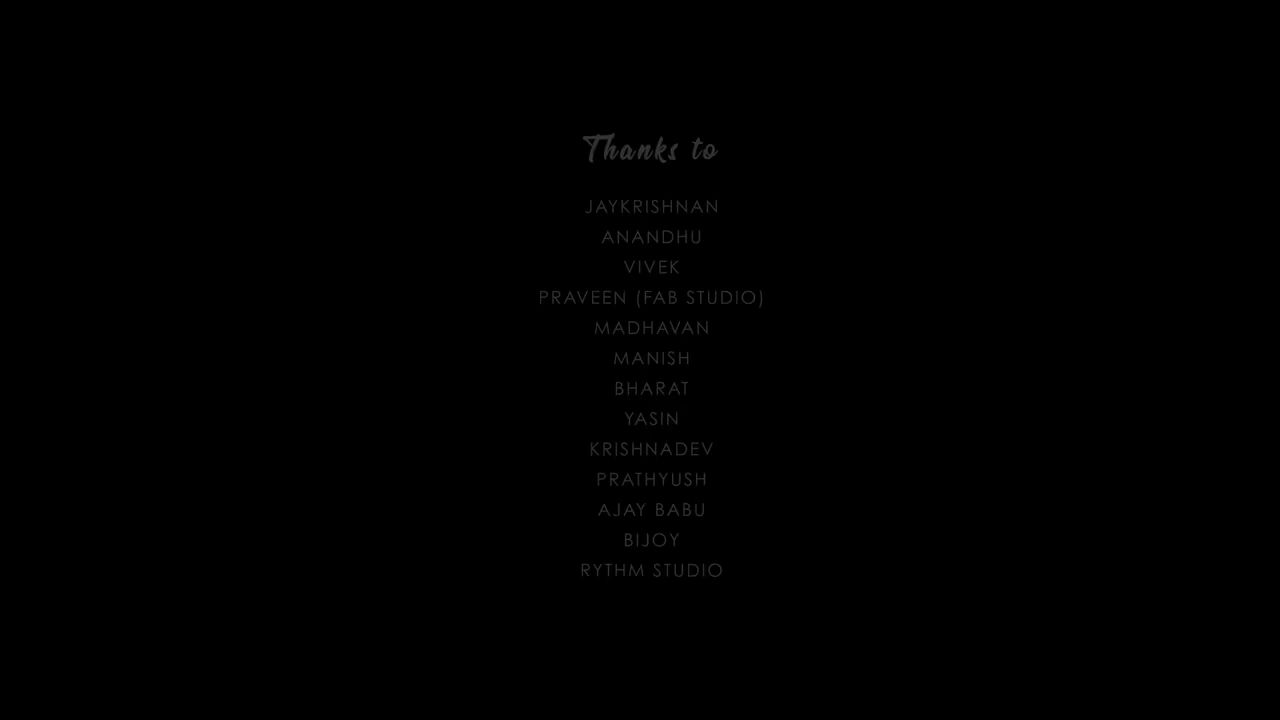 Thanks to
JAYKRISHNAN
ANANDHU
VIVEK
PRAVEEN (FAB STUDIO)
MADHAVAN
MANISH
BHARAT
YASIN
KRISHNADEV
PRATHYUSH
AJAY BABU
BIJOY
RYTHM STUDIO